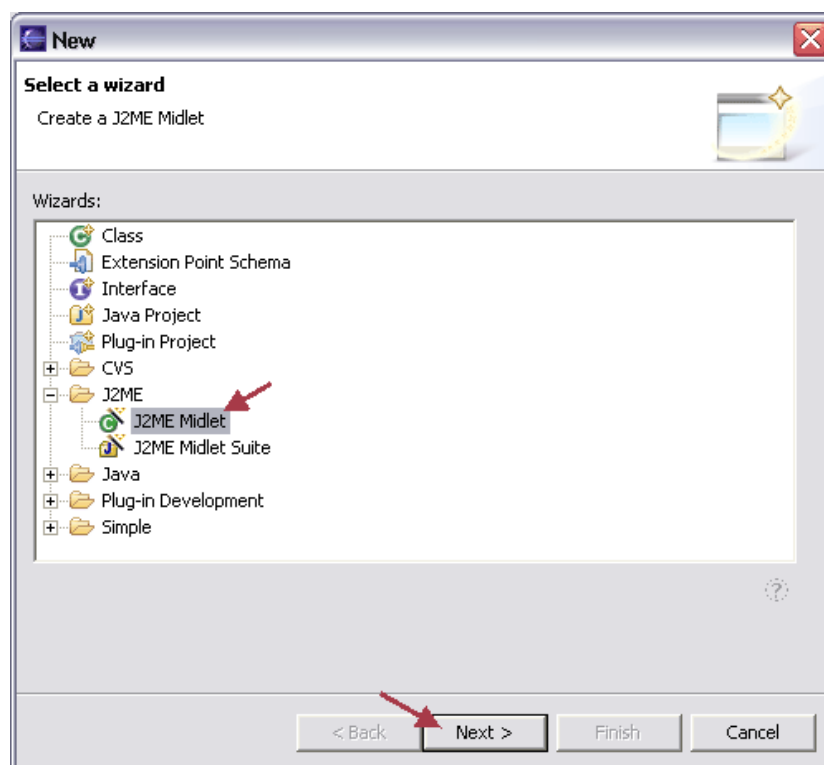 New
Select a wizard
Create a J2ME Midlet
Wizards:
Class
Extension Point Schema
Interface
Java Project
Plug-in Project
CVS
J2ME
J2ME Midlet
J2ME Midlet Suite
Java
Plug-in Development
Simple
< Back Next > Finish Cancel